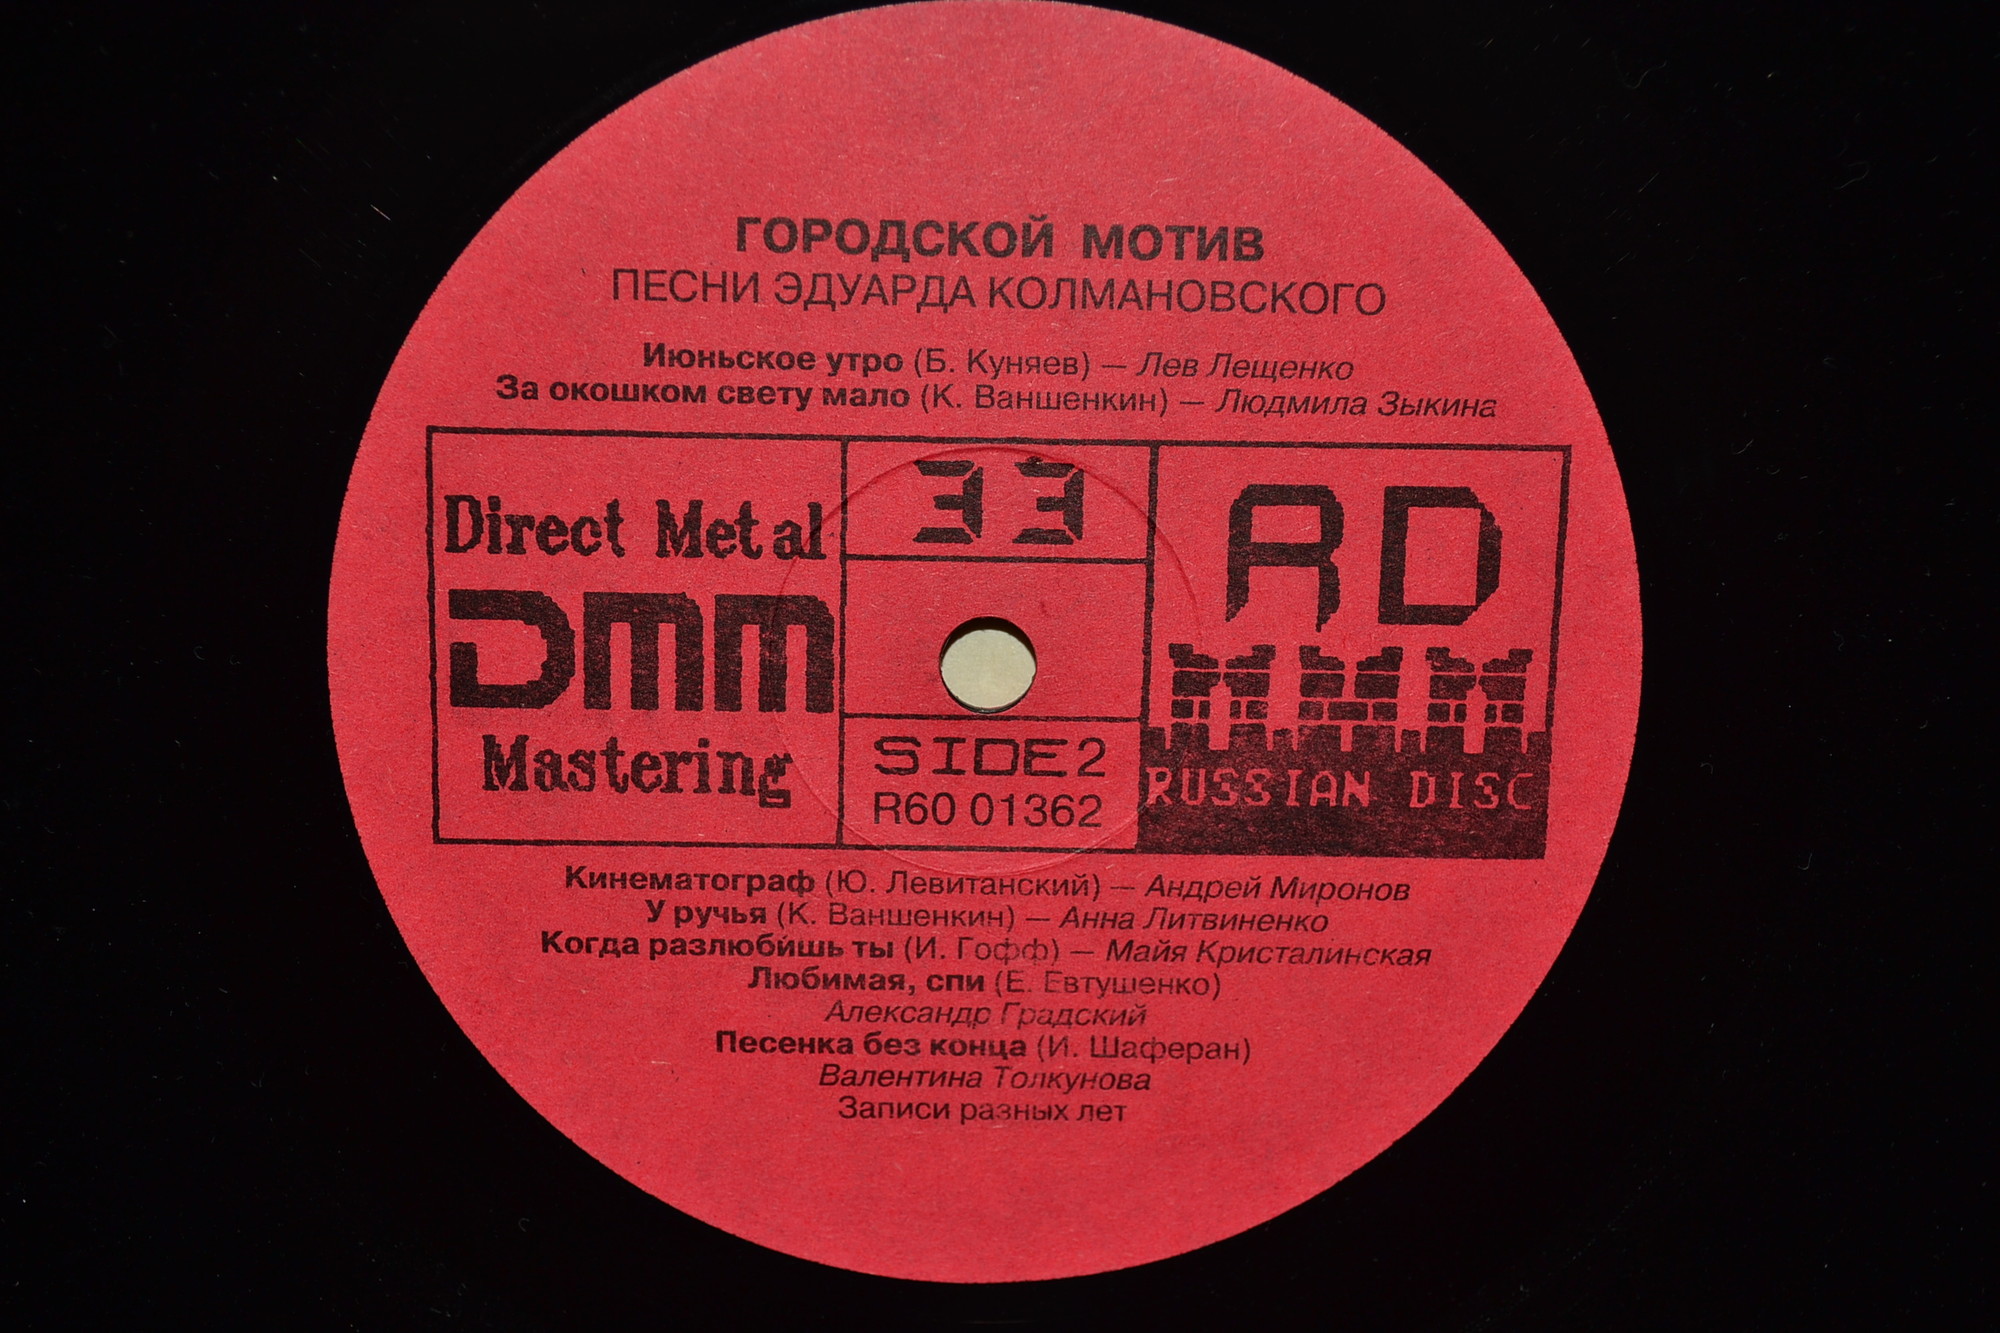 ГОРОДСКОЙ МОТИВ
ПЕСНИ ЭДУАРДА КОЛМАНОВСКОГО
Июньское утро (Б. Куняев) — Лев Лещенко
За окошком свету мало (К. Ваншенкин) — Людмила Зыкина
Direct Metal
DMM
Mastering
33
SIDE 2
R60 01362
RD
RUSSIAN DISC
Кинематограф (Ю. Левитанский) — Андрей Миронов
У ручья (К. Ваншенкин) — Анна Литвиненко
Когда разлюбишь ты (И. Гофф) — Майя Кристалинская
Любимая, спи (Е. Евтушенко)
Александр Градский
Песенка без конца (И. Шаферан)
Валентина Толкунова
Записи разных лет